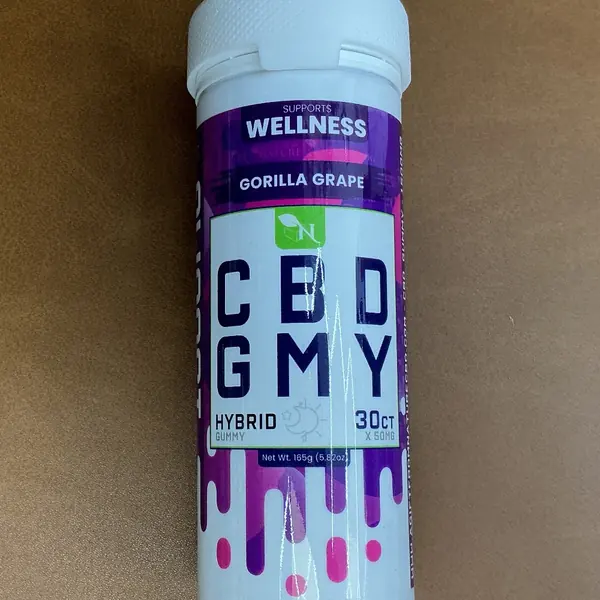 SUPPORTS
WELLNESS
GORILLA GRAPE
N
CBD
GMY
HYBRID
GUMMY
30CT
X 50MG
Net Wt. 165g (5.82oz)